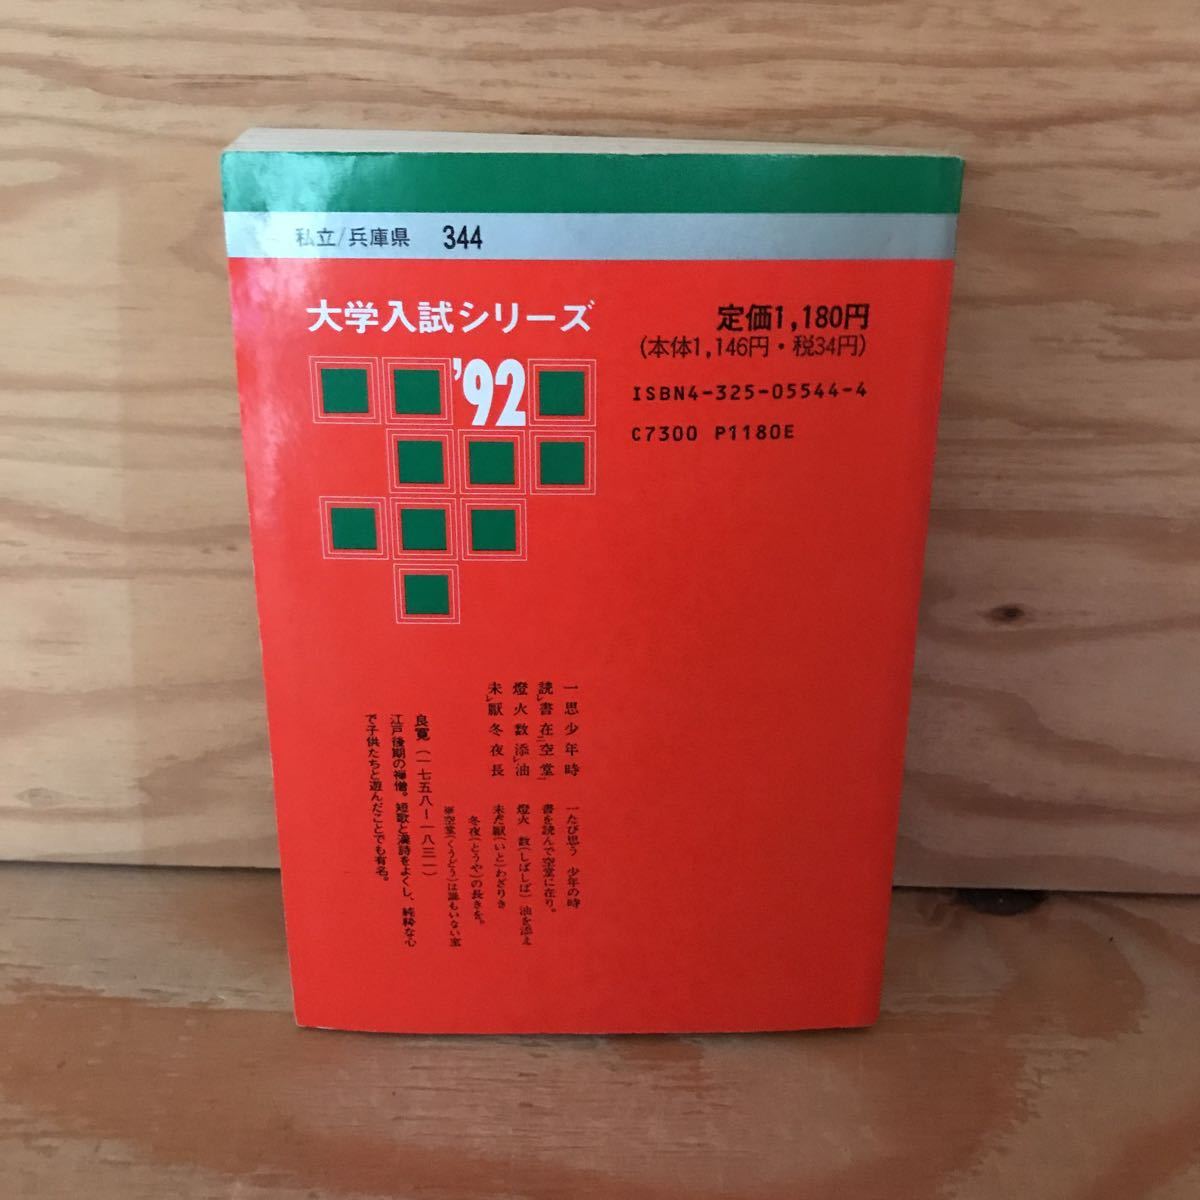 私立/兵庫県 344
大学入試シリーズ
'92
定価1,180円
(本体1,146円・税34円)
ISBN4-325-05544-4
C7300 P1180E
一思少年時
読レ書在二空堂一
燈火数添レ油
未レ厭冬夜長
一たび思う 少年の時
書を読んで空堂に在り。
燈火 数(しばしば)油を添え
未だ厭(いと)わざりき
冬夜(とうや)の長きを。
※空堂(くうどう)は誰もいない室
良寛(一七五八ー一八三一)
江戸後期の禅僧。短歌と漢詩をよくし、純粋な心
で子供たちと遊んだことでも有名。